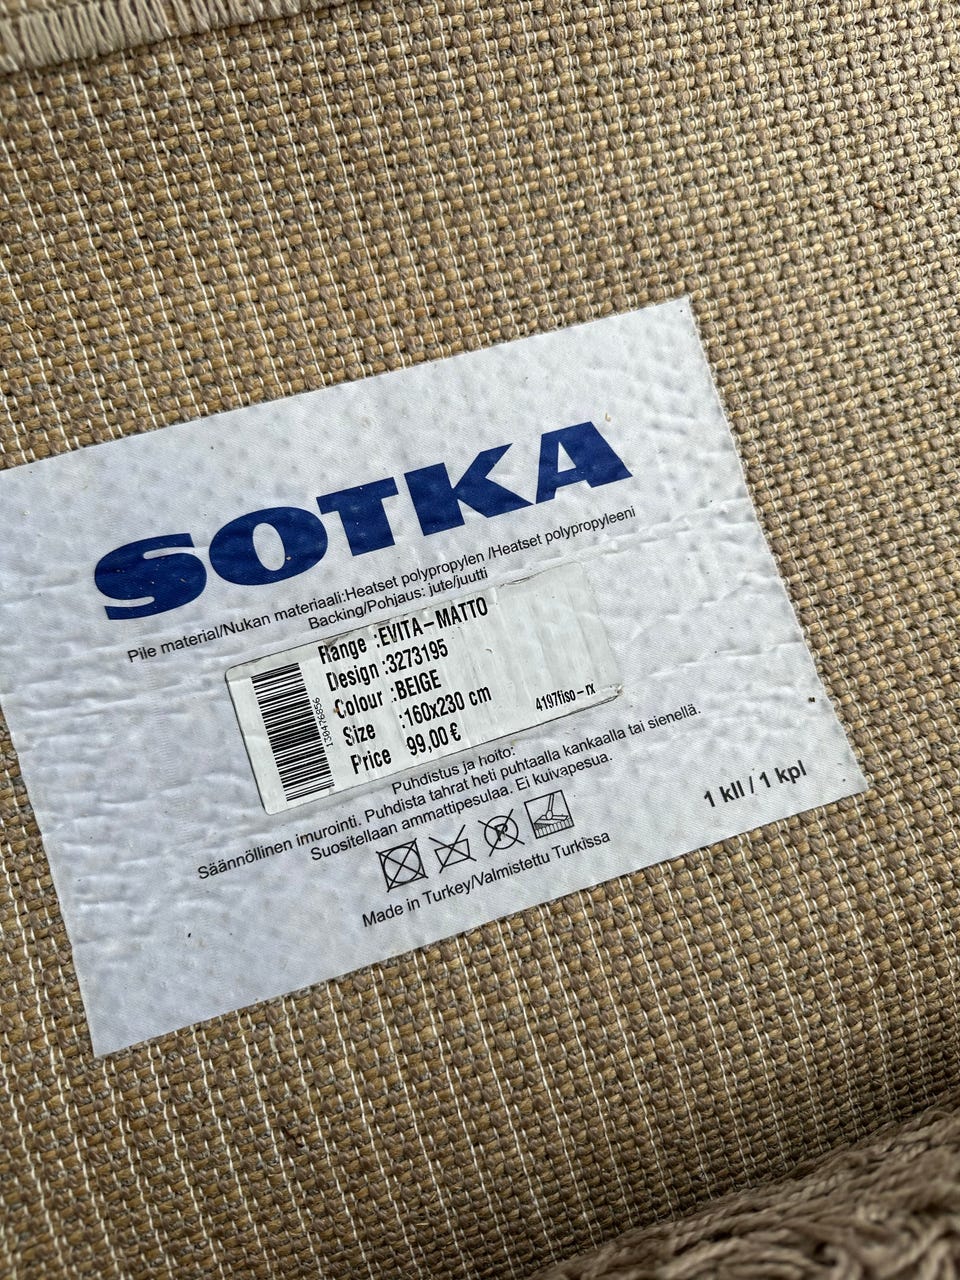 SOTKA
Pile material/Nukan materiaali:Heatset polypropylen /Heatset polypropyleeni
Backing/Pohjaus: jute/juutti
Range :EVITA-MATTO
Design :3273195
Colour :BEIGE
Size :160x230 cm
Price 99,00 €
4197fiso-rx
130476856
Puhdistus ja hoito:
Säännöllinen imurointi. Puhdista tahrat heti puhtaalla kankaalla tai sienellä.
Suositellaan ammattipesulaa. Ei kuivapesua.
P
1 kll / 1 kpl
Made in Turkey/Valmistettu Turkissa